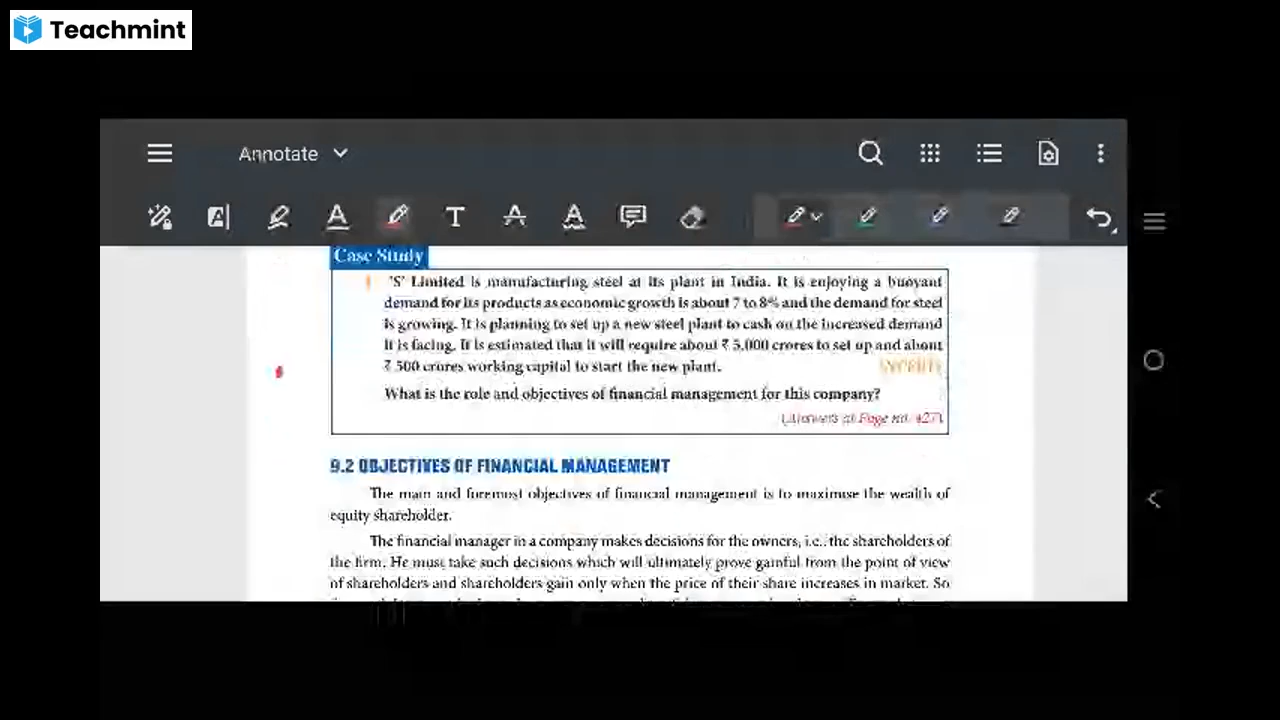 Teachmint
Annotate
Case Study
1 'S' Limited is manufacturing steel at its plant in India. It is enjoying a buoyant
demand for its products as economic growth is about 7 to 8% and the demand for steel
is growing. It is planning to set up a new steel plant to cash on the increased demand
it is facing. It is estimated that it will require about ₹ 5,000 crores to set up and about
₹ 500 crores working capital to start the new plant.
What is the role and objectives of financial management for this company?
(Answers at Page no. 427)
9.2 OBJECTIVES OF FINANCIAL MANAGEMENT
The main and foremost objectives of financial management is to maximise the wealth of
equity shareholder.
The financial manager in a company makes decisions for the owners, i.e., the shareholders of
the firm. He must take such decisions which will ultimately prove gainful from the point of view
of shareholders and shareholders gain only when the price of their share increases in market. So